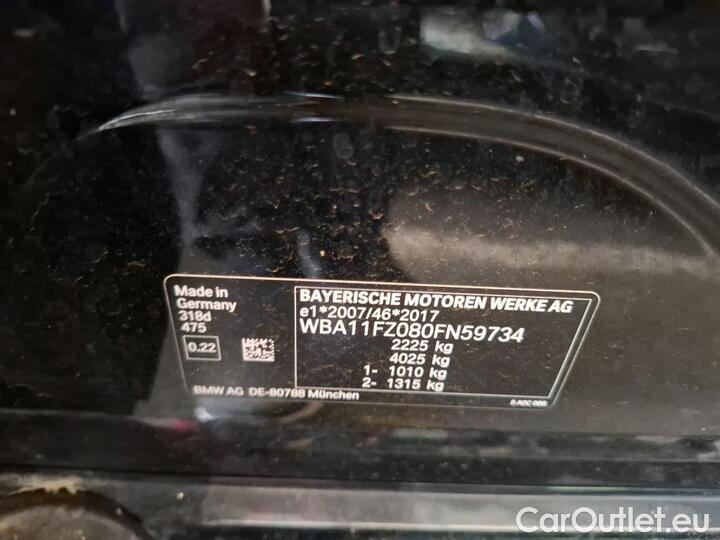 Made in
Germany
318d
475
0.22
BAYERISCHE MOTOREN WERKE AG
e1*2007/46*2017
WBA11FZ080FN59734
2225 kg
4025 kg
1- 1010 kg
2- 1315 kg
BMW AG DE-80788 München
CarOutlet.eu